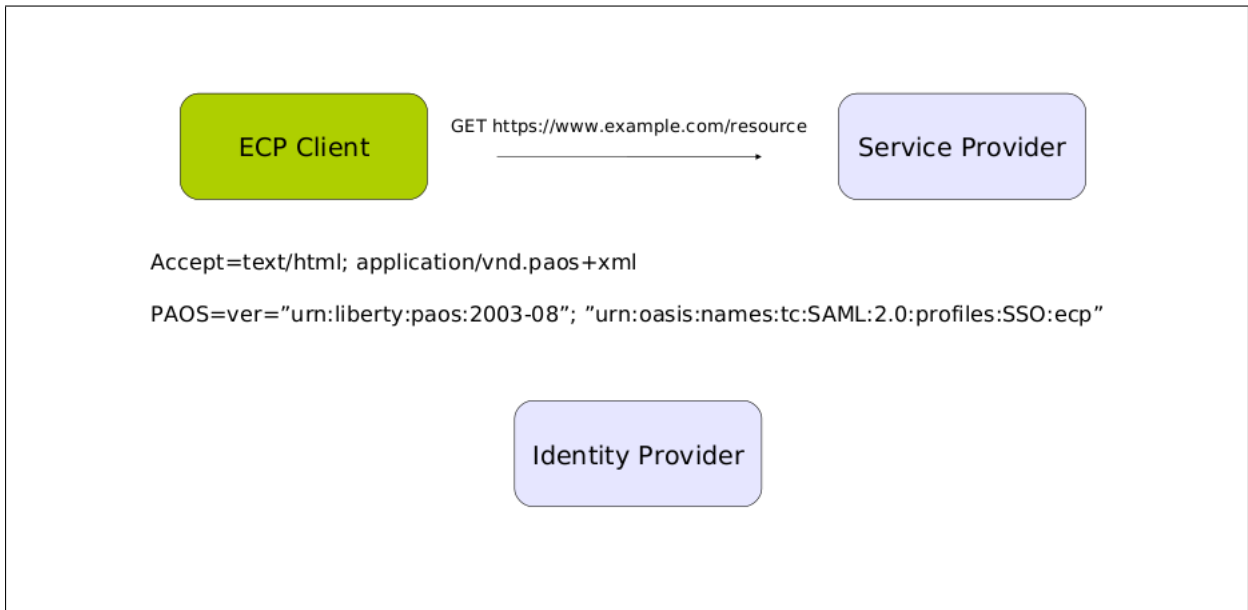 ECP Client
GET https://www.example.com/resource
Service Provider
Accept=text/html; application/vnd.paos+xml
PAOS=ver=”urn:liberty:paos:2003-08”; ”urn:oasis:names:tc:SAML:2.0:profiles:SSO:ecp”
Identity Provider